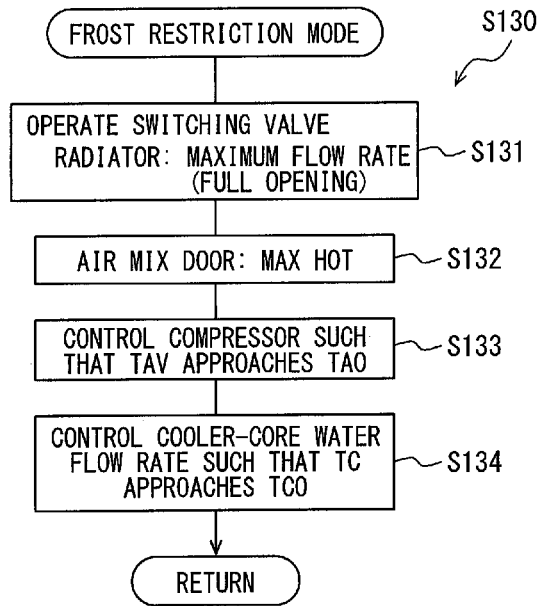 FROST RESTRICTION MODE
S130
OPERATE SWITCHING VALVE
RADIATOR: MAXIMUM FLOW RATE
(FULL OPENING)
S131
AIR MIX DOOR: MAX HOT
S132
CONTROL COMPRESSOR SUCH
THAT TAV APPROACHES TAO
S133
CONTROL COOLER-CORE WATER
FLOW RATE SUCH THAT TC
APPROACHES TCO
S134
RETURN